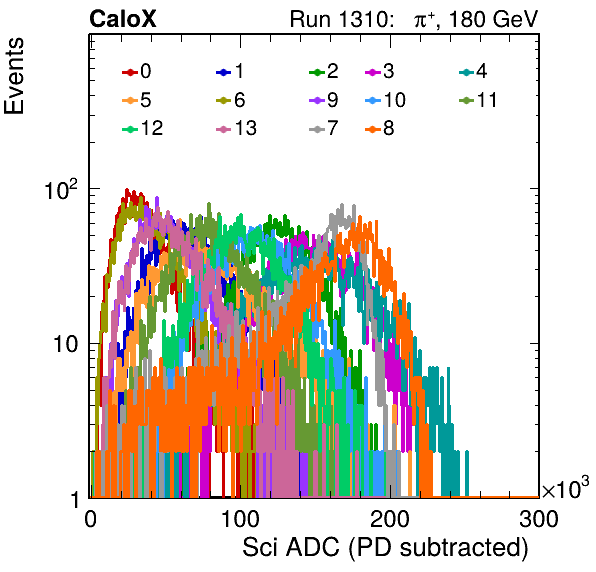 CaloX Run 1310: π⁺, 180 GeV
Events
0 1 2 3 4
5 6 9 10 11
12 13 7 8
10²
10
1
0 100 200 300 ×10³
Sci ADC (PD subtracted)